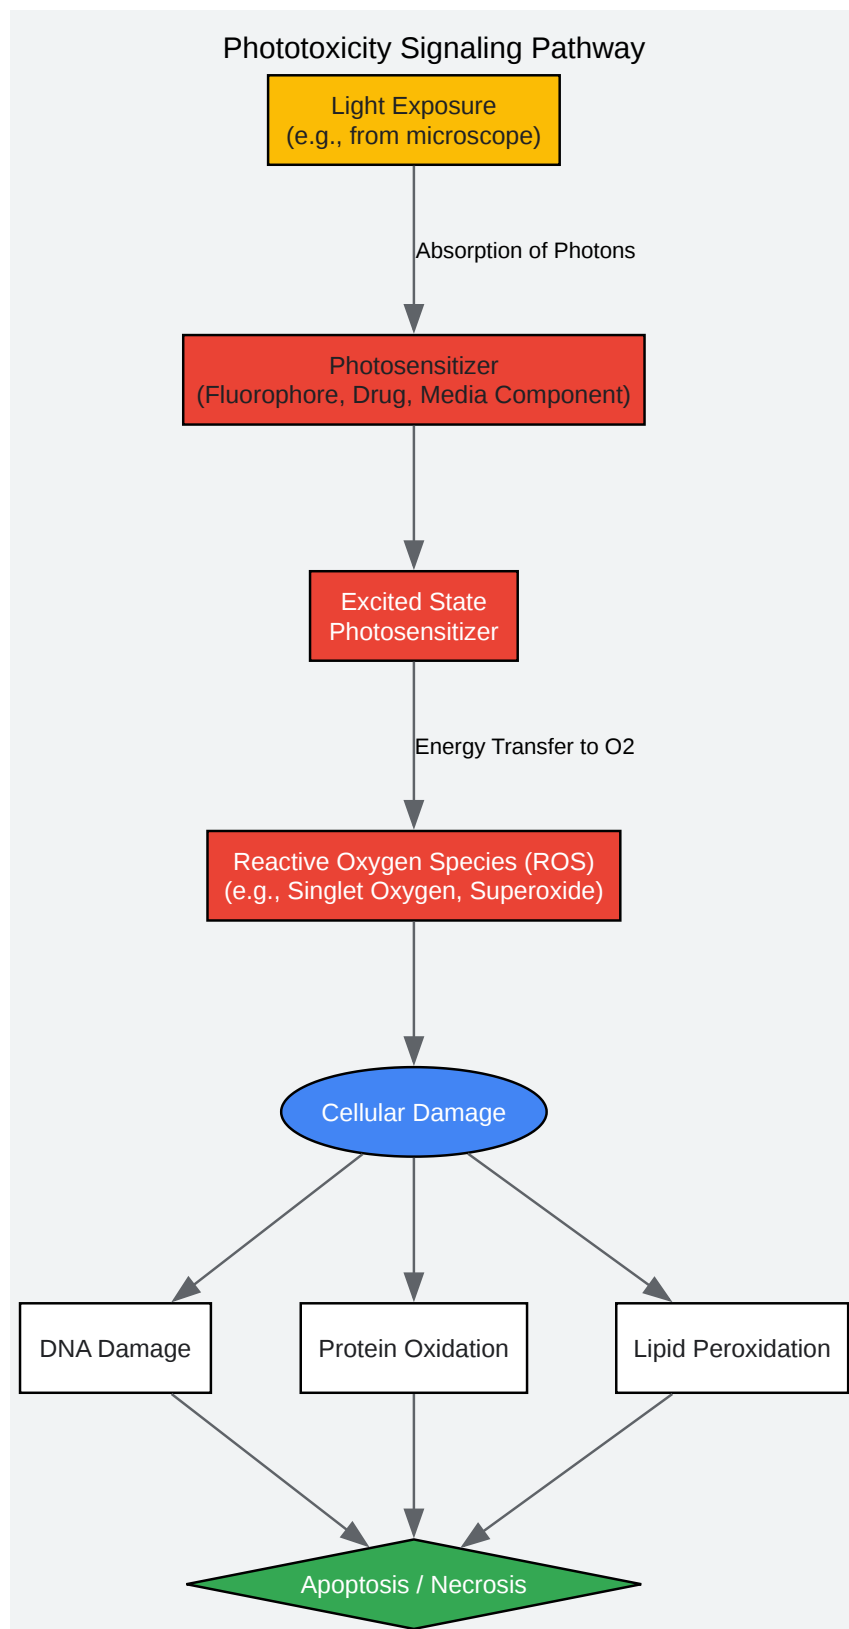 Phototoxicity Signaling Pathway
Light Exposure
(e.g., from microscope)
Absorption of Photons
Photosensitizer
(Fluorophore, Drug, Media Component)
Excited State
Photosensitizer
Energy Transfer to O2
Reactive Oxygen Species (ROS)
(e.g., Singlet Oxygen, Superoxide)
Cellular Damage
DNA Damage
Protein Oxidation
Lipid Peroxidation
Apoptosis / Necrosis